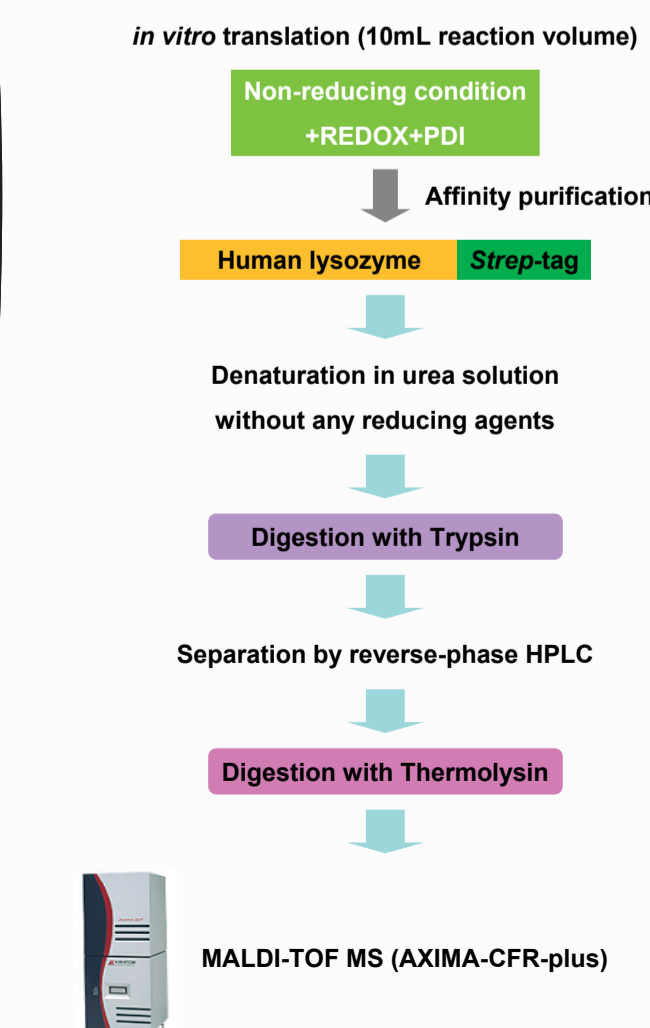 in vitro translation (10mL reaction volume)
Non-reducing condition
+REDOX+PDI
Affinity purification
Human lysozyme Strep-tag
Denaturation in urea solution
without any reducing agents
Digestion with Trypsin
Separation by reverse-phase HPLC
Digestion with Thermolysin
MALDI-TOF MS (AXIMA-CFR-plus)